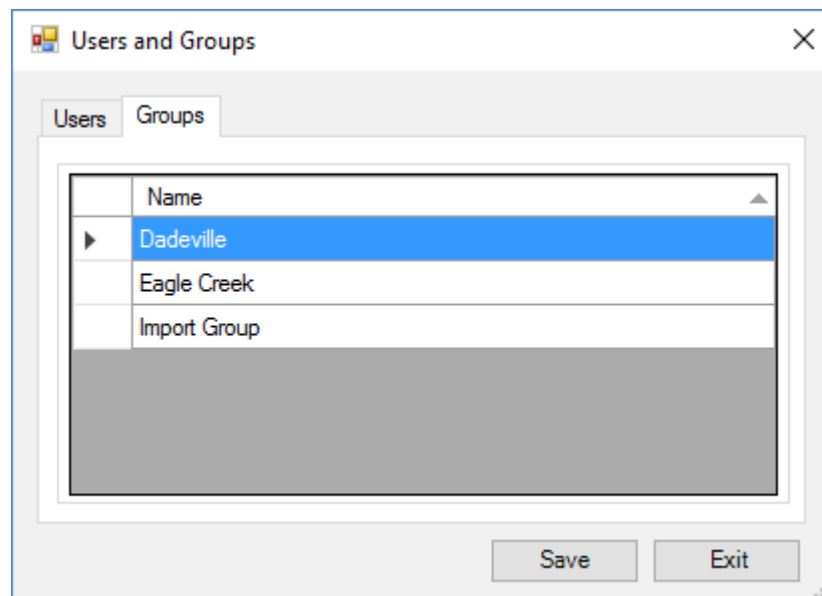 Users and Groups
Users Groups
Name
Dadeville
Eagle Creek
Import Group
Save Exit